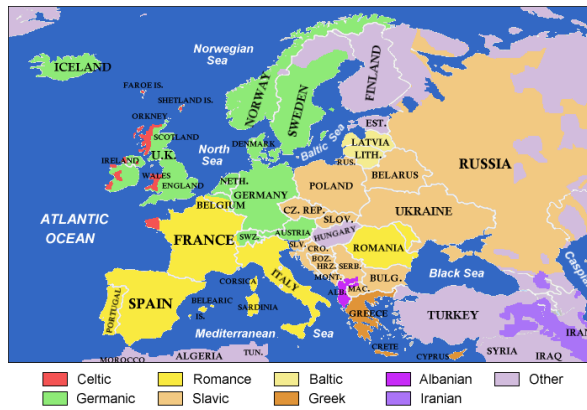 Norwegian
Sea
ICELAND
FAROE IS.
SHETLAND IS.
ORKNEY
SCOTLAND
NORWAY
SWEDEN
FINLAND
EST.
Baltic Sea
LATVIA
LITH.
RUS.
RUSSIA
North
Sea
DENMARK
IRELAND
U.K.
WALES
ENGLAND
NETH.
BELGIUM
GERMANY
POLAND
BELARUS
UKRAINE
CZ. REP.
SLOV.
AUSTRIA
HUNGARY
SWZ.
ATLANTIC
OCEAN
FRANCE
SLV.
CRO.
BOZ.
HRZ.
SERB.
MONT.
ROMANIA
BULG.
Black Sea
Caspia
ITALY
CORSICA
SARDINIA
PORTUGAL
SPAIN
BELEARIC
IS.
Mediterranean
Sea
ALB.
MAC.
GREECE
CRETE
CYPRUS
TURKEY
SYRIA
IRAQ
IRAN
MOROCCO
ALGERIA
TUN.
Celtic
Romance
Baltic
Albanian
Other
Germanic
Slavic
Greek
Iranian